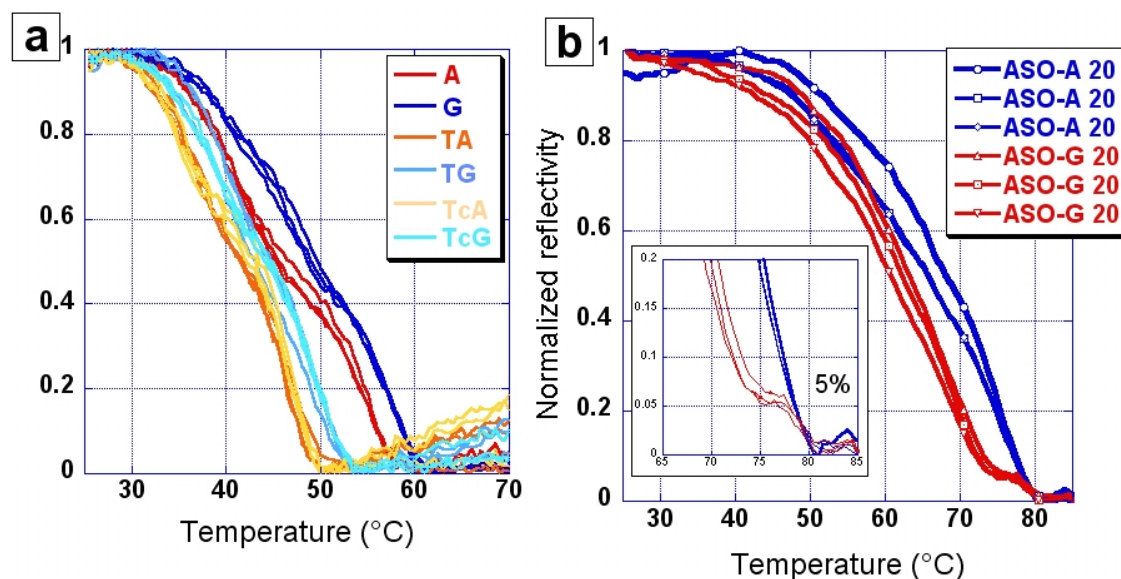 a
1
0.8
0.6
0.4
0.2
0
30 40 50 60 70
Temperature (°C)
A
G
TA
TG
TcA
TcG
b
Normalized reflectivity
1
0.8
0.6
0.4
0.2
0
30 40 50 60 70 80
Temperature (°C)
ASO-A 20
ASO-A 20
ASO-A 20
ASO-G 20
ASO-G 20
ASO-G 20
0.2
0.15
0.1
0.05
0
65 70 75 80 85
5%